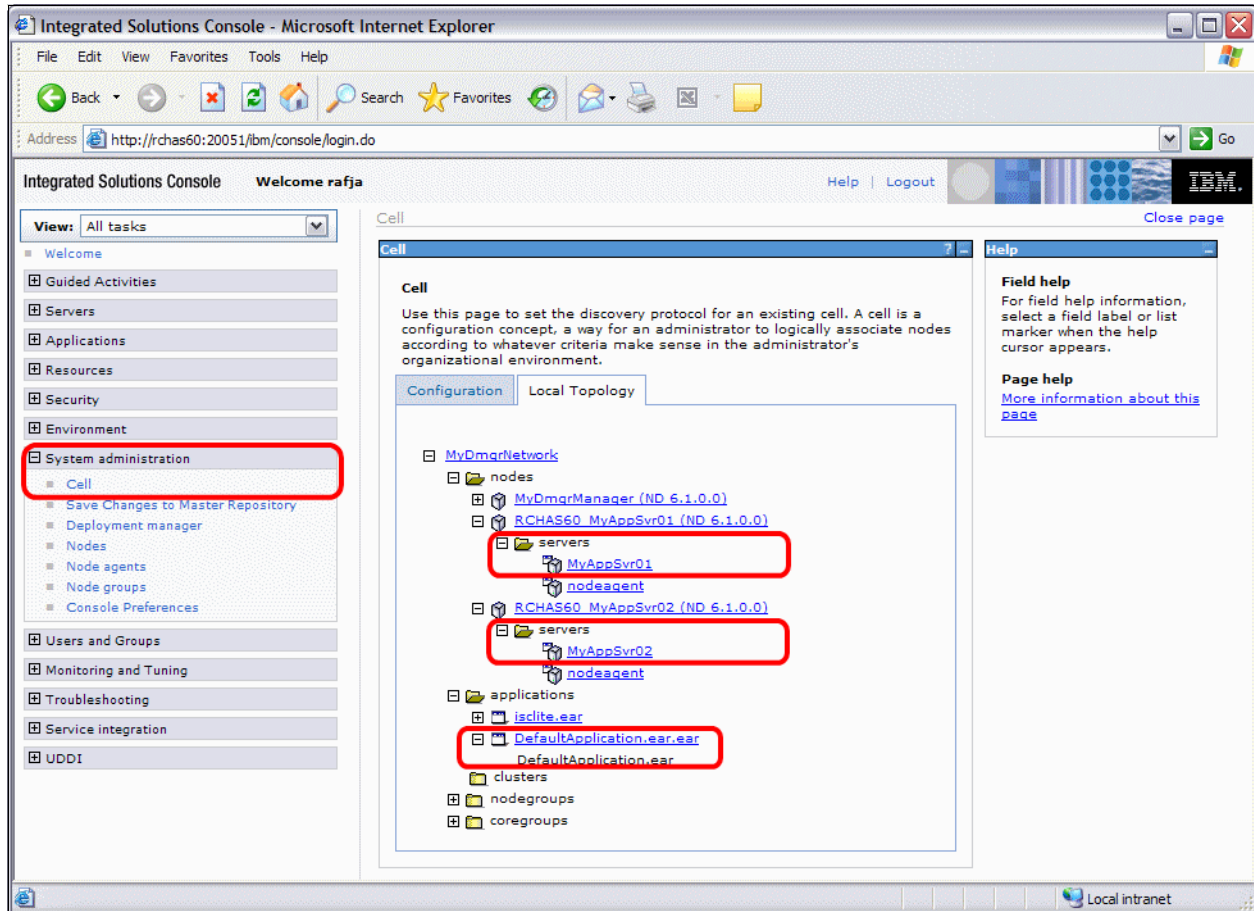 Integrated Solutions Console - Microsoft Internet Explorer
File Edit View Favorites Tools Help
Back Search Favorites
Address http://rchas60:20051/ibm/console/login.do Go
Integrated Solutions Console Welcome rafja Help | Logout IBM.
View: All tasks
Welcome
Guided Activities
Servers
Applications
Resources
Security
Environment
System administration
Cell
Save Changes to Master Repository
Deployment manager
Nodes
Node agents
Node groups
Console Preferences
Users and Groups
Monitoring and Tuning
Troubleshooting
Service integration
UDDI
Cell Close page
Cell ?
Cell
Use this page to set the discovery protocol for an existing cell. A cell is a
configuration concept, a way for an administrator to logically associate nodes
according to whatever criteria make sense in the administrator's
organizational environment.
Configuration Local Topology
MyDmgrNetwork
nodes
MyDmgrManager (ND 6.1.0.0)
RCHAS60_MyAppSvr01 (ND 6.1.0.0)
servers
MyAppSvr01
nodeagent
RCHAS60_MyAppSvr02 (ND 6.1.0.0)
servers
MyAppSvr02
nodeagent
applications
isclite.ear
DefaultApplication.ear.ear
DefaultApplication.ear
clusters
nodegroups
coregroups
Help
Field help
For field help information,
select a field label or list
marker when the help
cursor appears.
Page help
More information about this
page
Local intranet